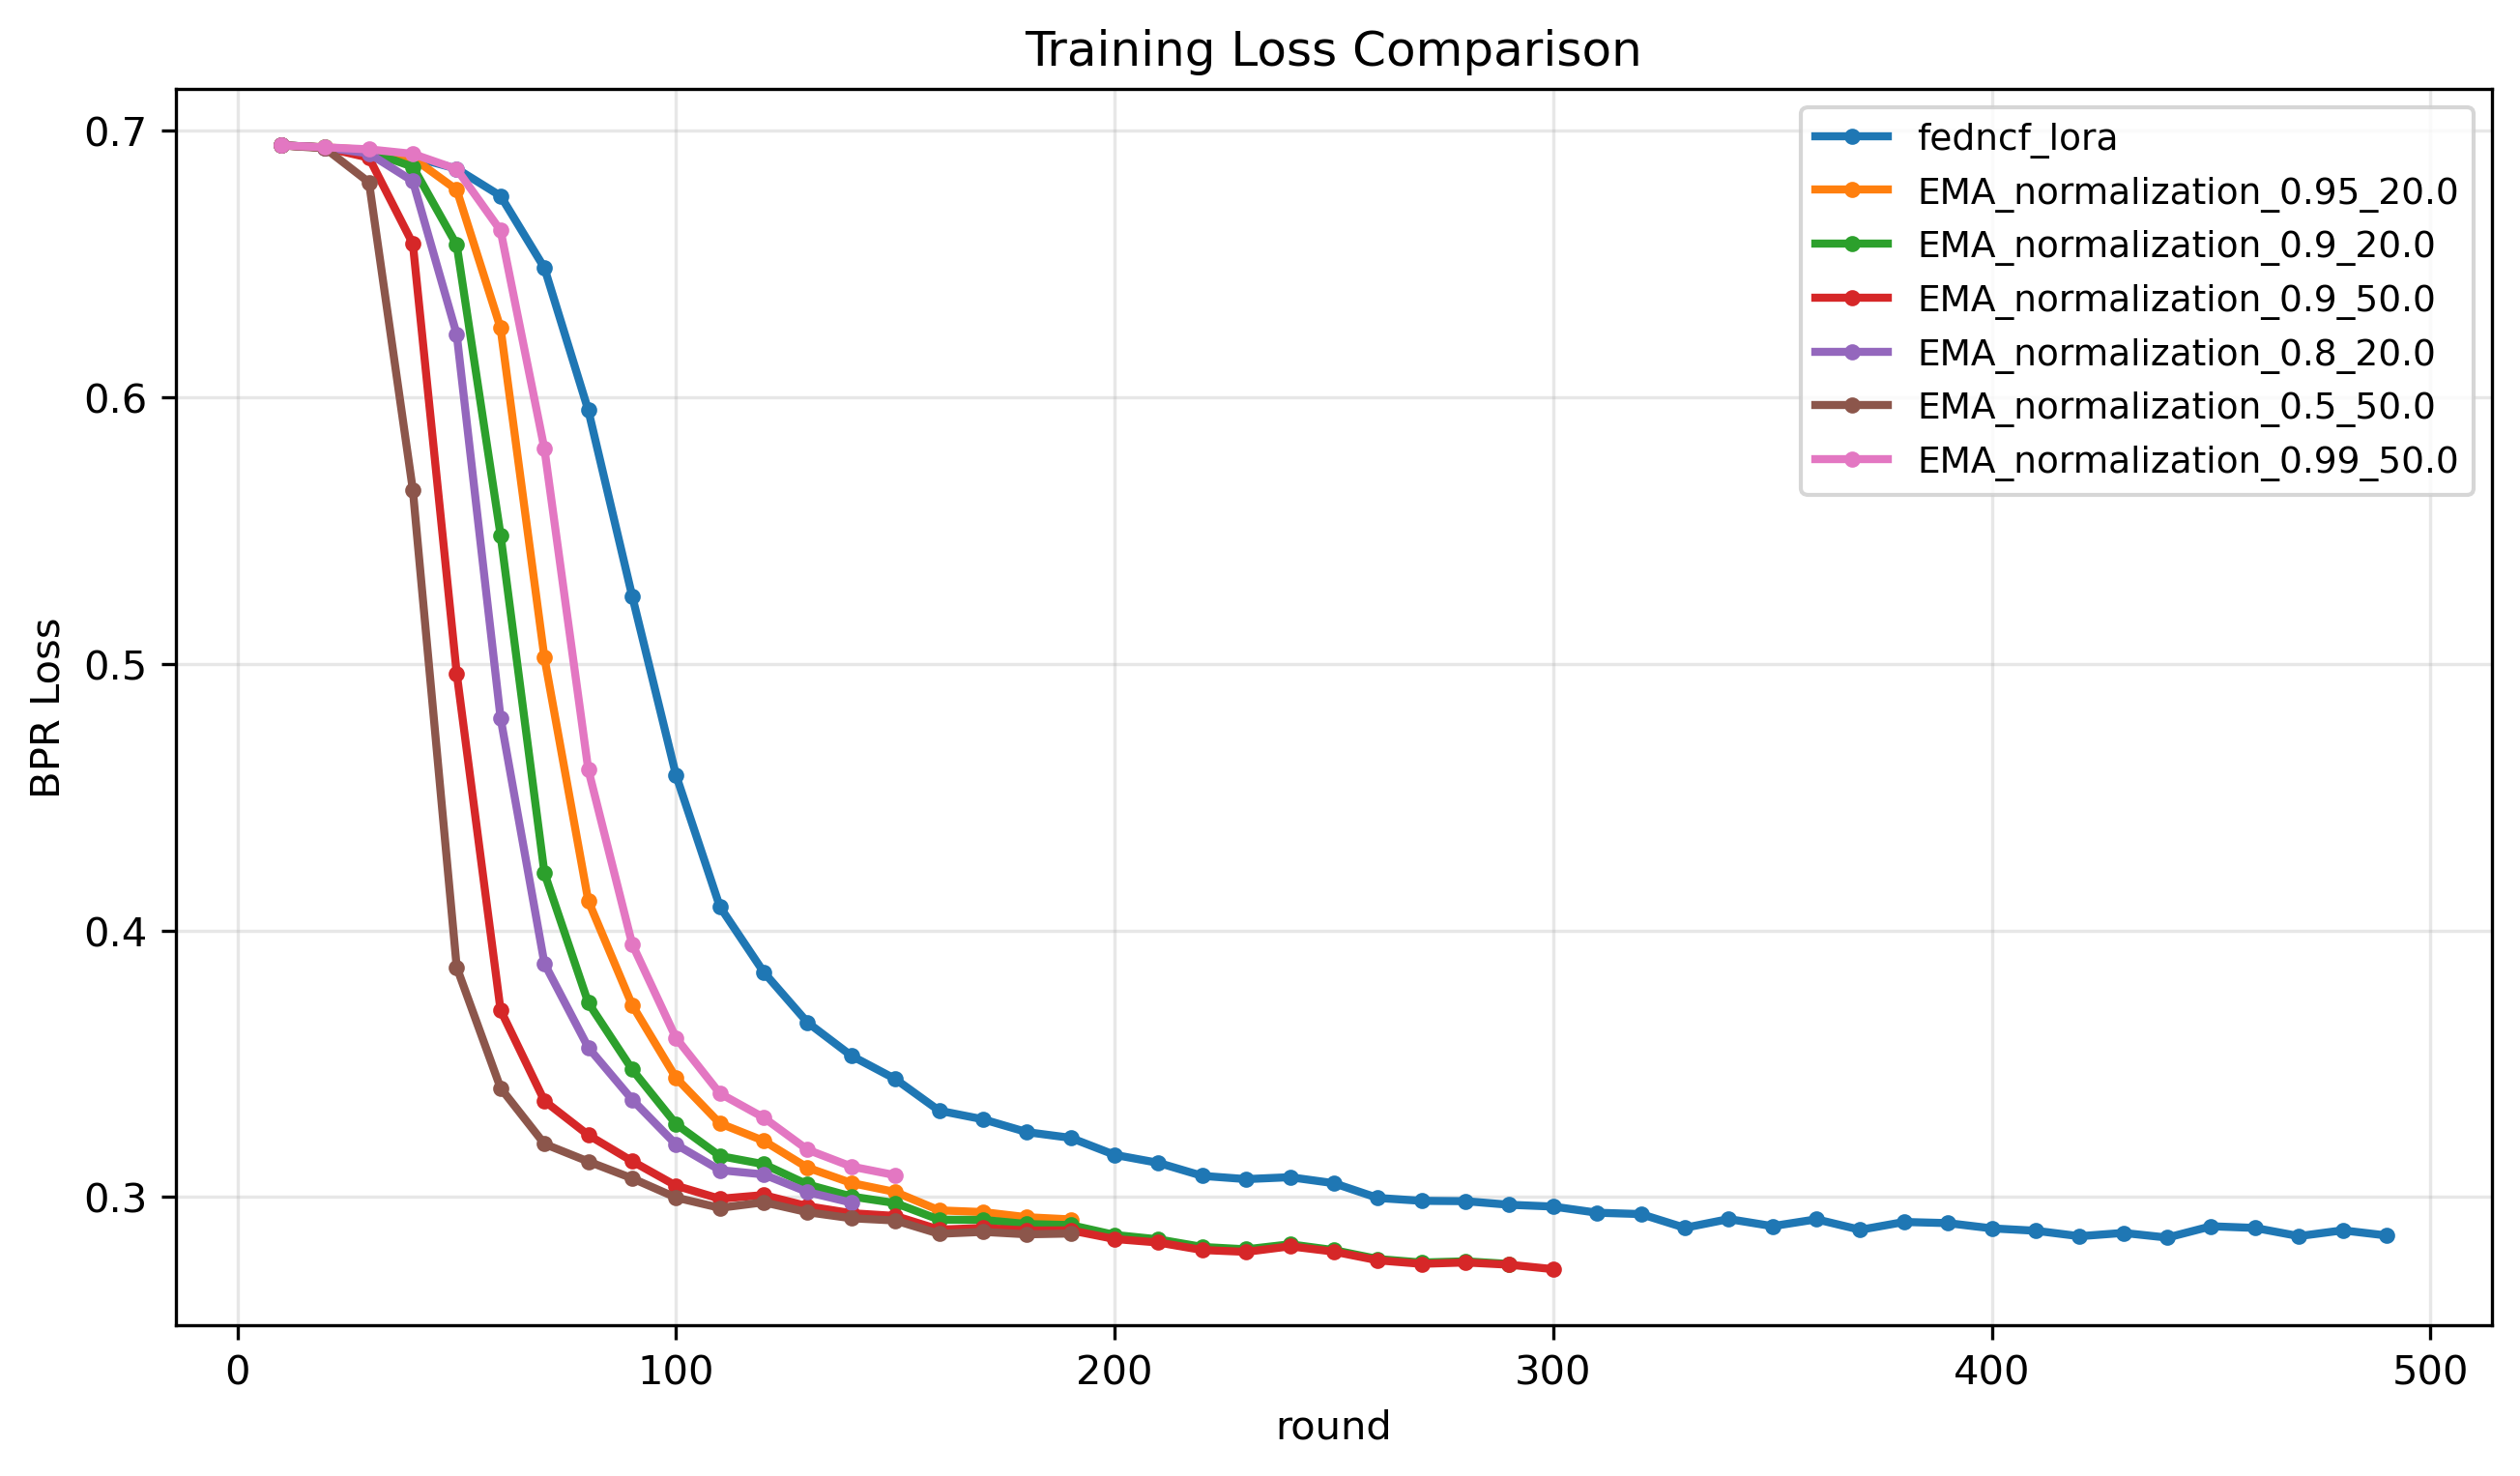 Training Loss Comparison
0.7
0.6
0.5
0.4
0.3
BPR Loss
fedncf_lora
EMA_normalization_0.95_20.0
EMA_normalization_0.9_20.0
EMA_normalization_0.9_50.0
EMA_normalization_0.8_20.0
EMA_normalization_0.5_50.0
EMA_normalization_0.99_50.0
0 100 200 300 400 500
round